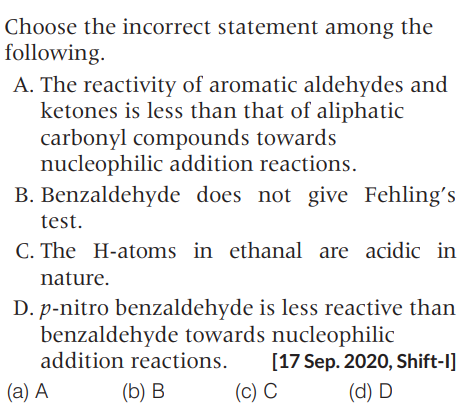 Choose the incorrect statement among the
following.
A. The reactivity of aromatic aldehydes and
ketones is less than that of aliphatic
carbonyl compounds towards
nucleophilic addition reactions.
B. Benzaldehyde does not give Fehling's
test.
C. The H-atoms in ethanal are acidic in
nature.
D. p-nitro benzaldehyde is less reactive than
benzaldehyde towards nucleophilic
addition reactions. [17 Sep. 2020, Shift-I]
(a) A (b) B (c) C (d) D